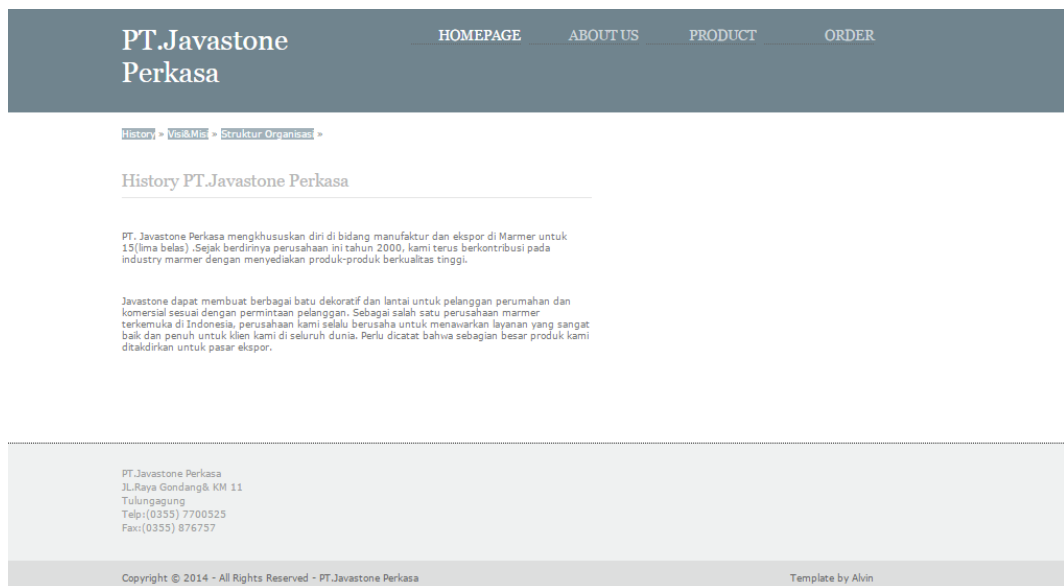 PT.Javastone
Perkasa
HOMEPAGE ABOUT US PRODUCT ORDER
History » Visi&Misi » Struktur Organisasi »
History PT.Javastone Perkasa
PT. Javastone Perkasa mengkhususkan diri di bidang manufaktur dan ekspor di Marmer untuk
15(lima belas) .Sejak berdirinya perusahaan ini tahun 2000, kami terus berkontribusi pada
industry marmer dengan menyediakan produk-produk berkualitas tinggi.
Javastone dapat membuat berbagai batu dekoratif dan lantai untuk pelanggan perumahan dan
komersial sesuai dengan permintaan pelanggan. Sebagai salah satu perusahaan marmer
terkemuka di Indonesia, perusahaan kami selalu berusaha untuk menawarkan layanan yang sangat
baik dan penuh untuk klien kami di seluruh dunia. Perlu dicatat bahwa sebagian besar produk kami
ditakdirkan untuk pasar ekspor.
PT.Javastone Perkasa
JL.Raya Gondang& KM 11
Tulungagung
Telp:(0355) 7700525
Fax:(0355) 876757
Copyright © 2014 - All Rights Reserved - PT.Javastone Perkasa Template by Alvin